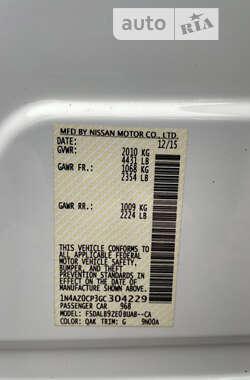 auto RIA
MFD BY NISSAN MOTOR CO., LTD.
DATE: 12/15
GVWR: 2010 KG
4431 LB
GAWR FR.: 1068 KG
2354 LB
GAWR RR.: 1009 KG
2224 LB
THIS VEHICLE CONFORMS TO
ALL APPLICABLE FEDERAL
MOTOR VEHICLE SAFETY,
BUMPER, AND THEFT
PREVENTION STANDARDS IN
EFFECT ON THE DATE OF
MANUFACTURE SHOWN ABOVE.
1N4AZ0CP3GC304229
PASSENGER CAR 968
MODEL: FSDALB9ZE0BUAB--CA
COLOR: QAK TRIM: G 9N00A